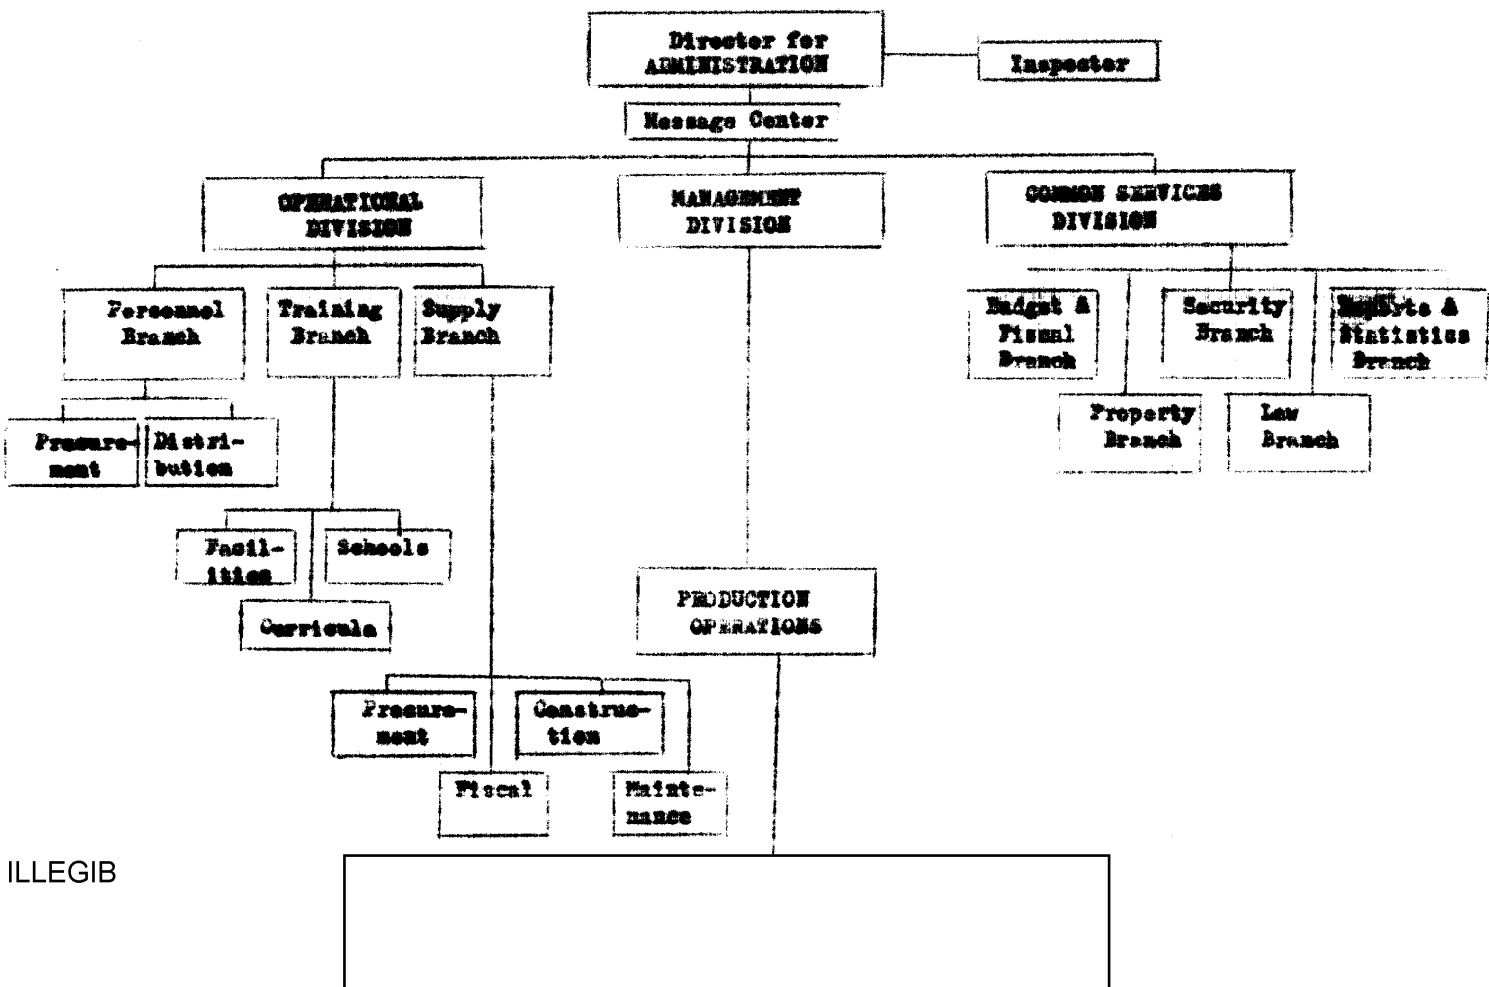 Director for
ADMINISTRATION
Inspector
Message Center
OPERATIONAL
DIVISION
MANAGEMENT
DIVISION
COMMON SERVICES
DIVISION
Personnel
Branch
Training
Branch
Supply
Branch
Budget &
Fiscal
Branch
Security
Branch
Reports &
Statistics
Branch
Property
Branch
Law
Branch
Procure-
ment
Distri-
bution
Facil-
ities
Schools
Curricula
PRODUCTION
OPERATIONS
Procure-
ment
Construc-
tion
Fiscal
Mainte-
nance
ILLEGIB